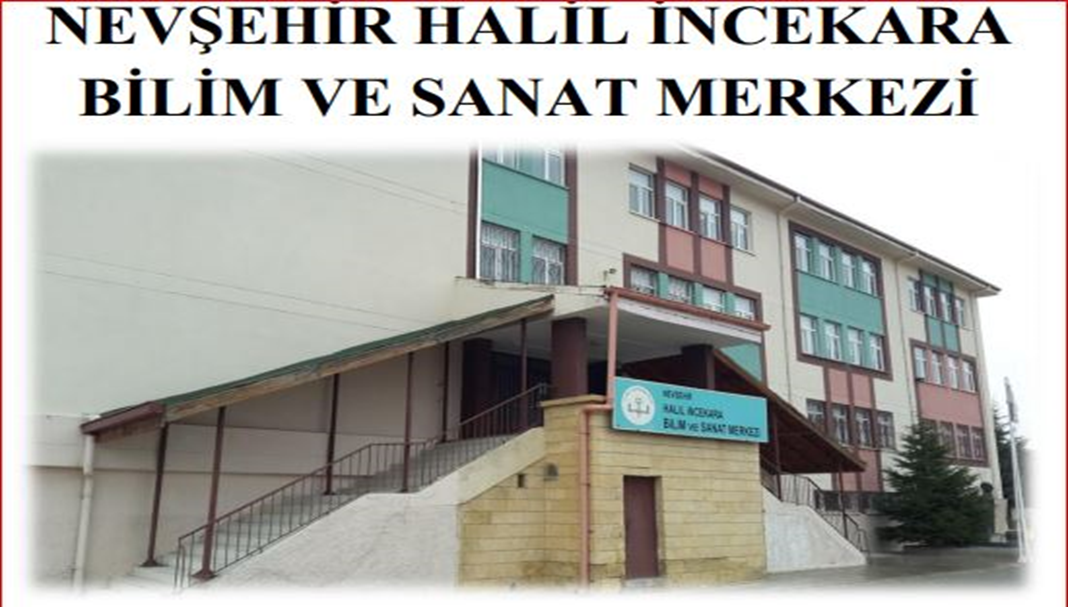 NEVŞEHİR HALİL İNCEKARA
BİLİM VE SANAT MERKEZİ
NEVŞEHİR
HALİL İNCEKARA
BİLİM VE SANAT MERKEZİ